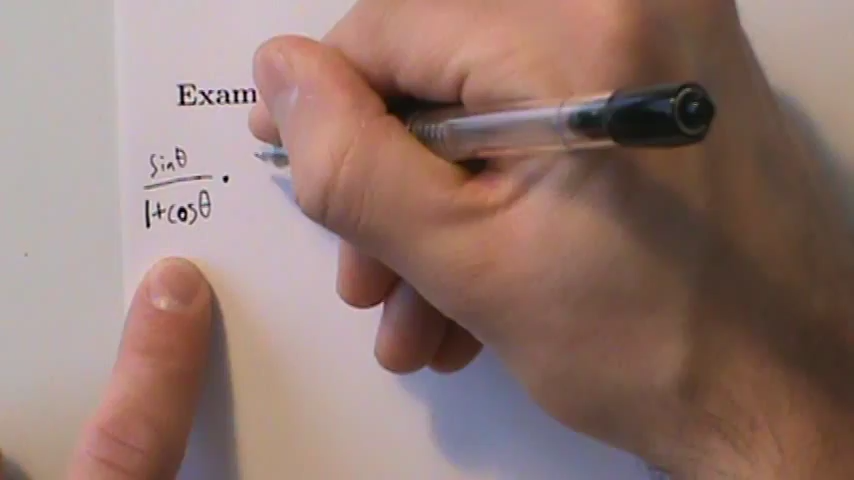 Exam
sinθ
1+cosθ ·